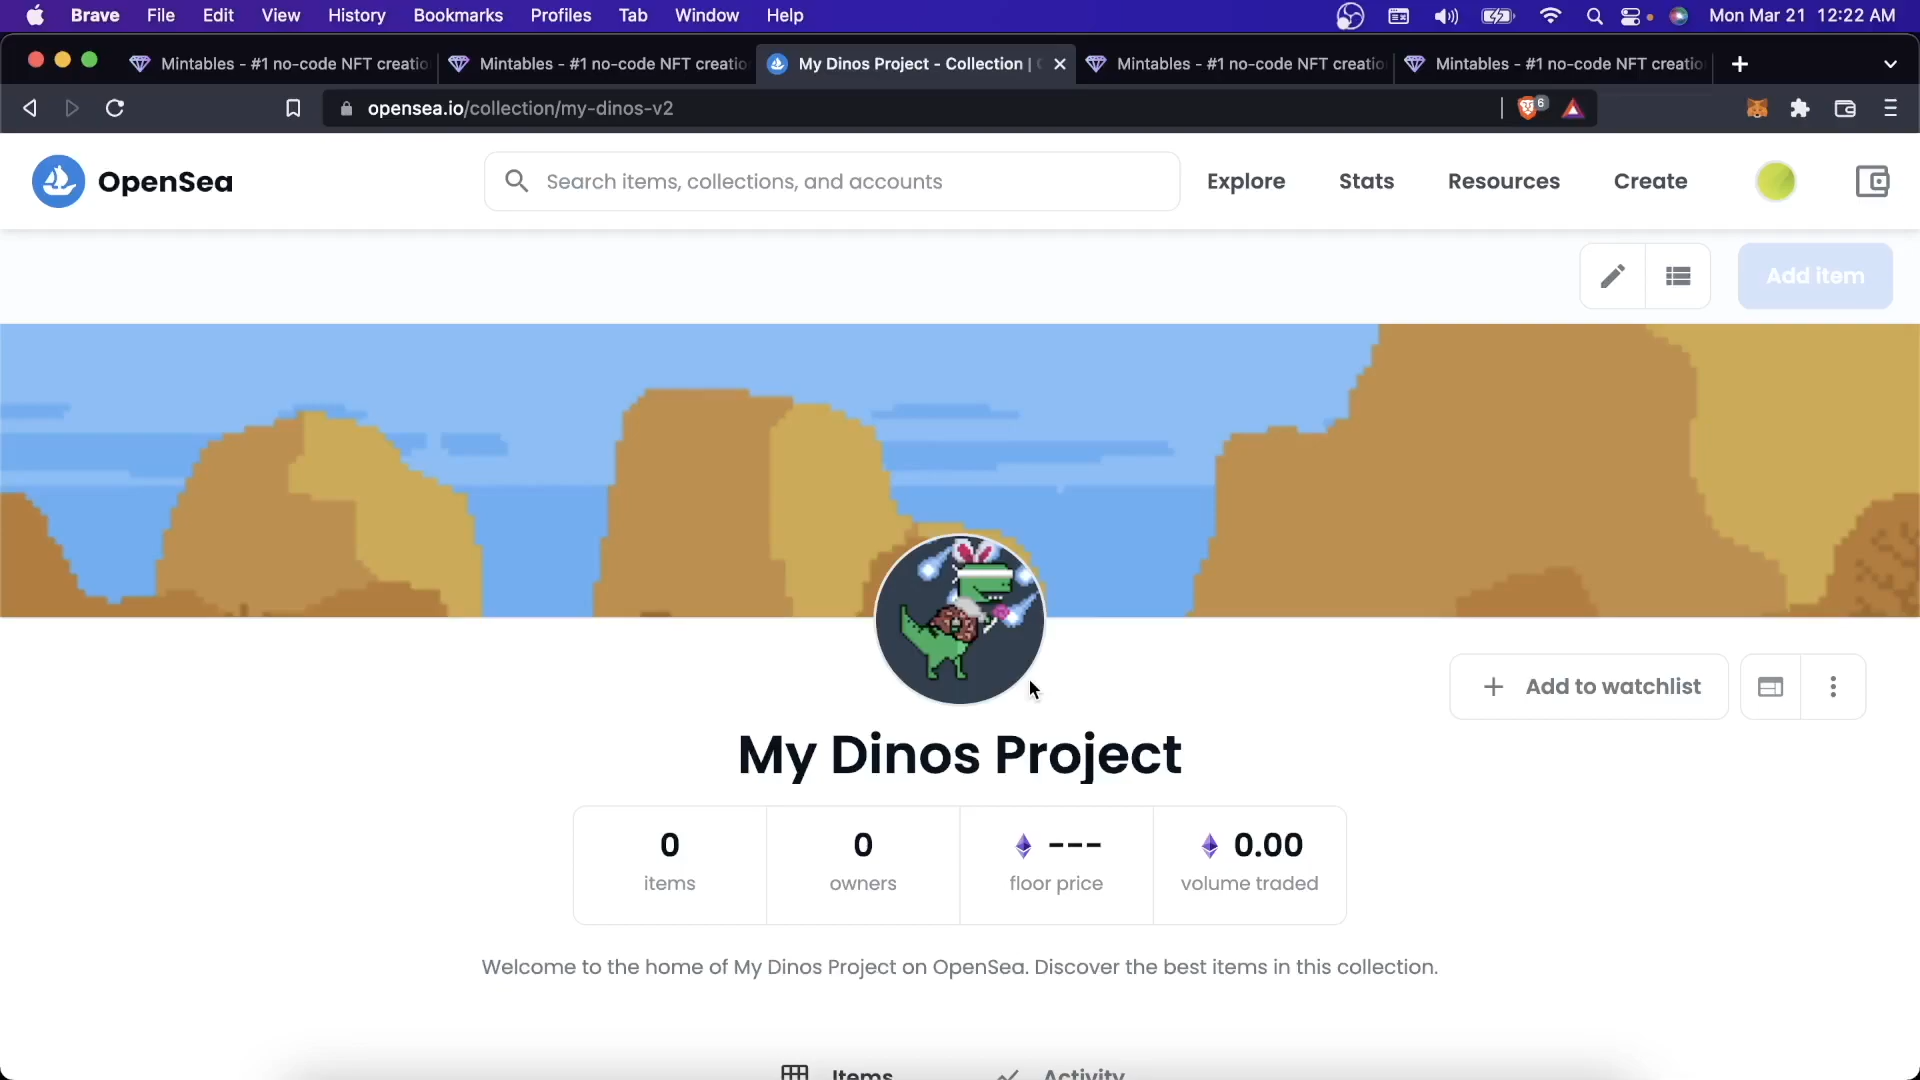 Brave File Edit View History Bookmarks Profiles Tab Window Help Mon Mar 21 12:22 AM
Mintables - #1 no-code NFT creatio Mintables - #1 no-code NFT creatio My Dinos Project - Collection | Mintables - #1 no-code NFT creatio Mintables - #1 no-code NFT creatio
opensea.io/collection/my-dinos-v2 6
OpenSea Search items, collections, and accounts Explore Stats Resources Create
Add item
+ Add to watchlist
My Dinos Project
0 0 --- 0.00
items owners floor price volume traded
Welcome to the home of My Dinos Project on OpenSea. Discover the best items in this collection.
Items Activity